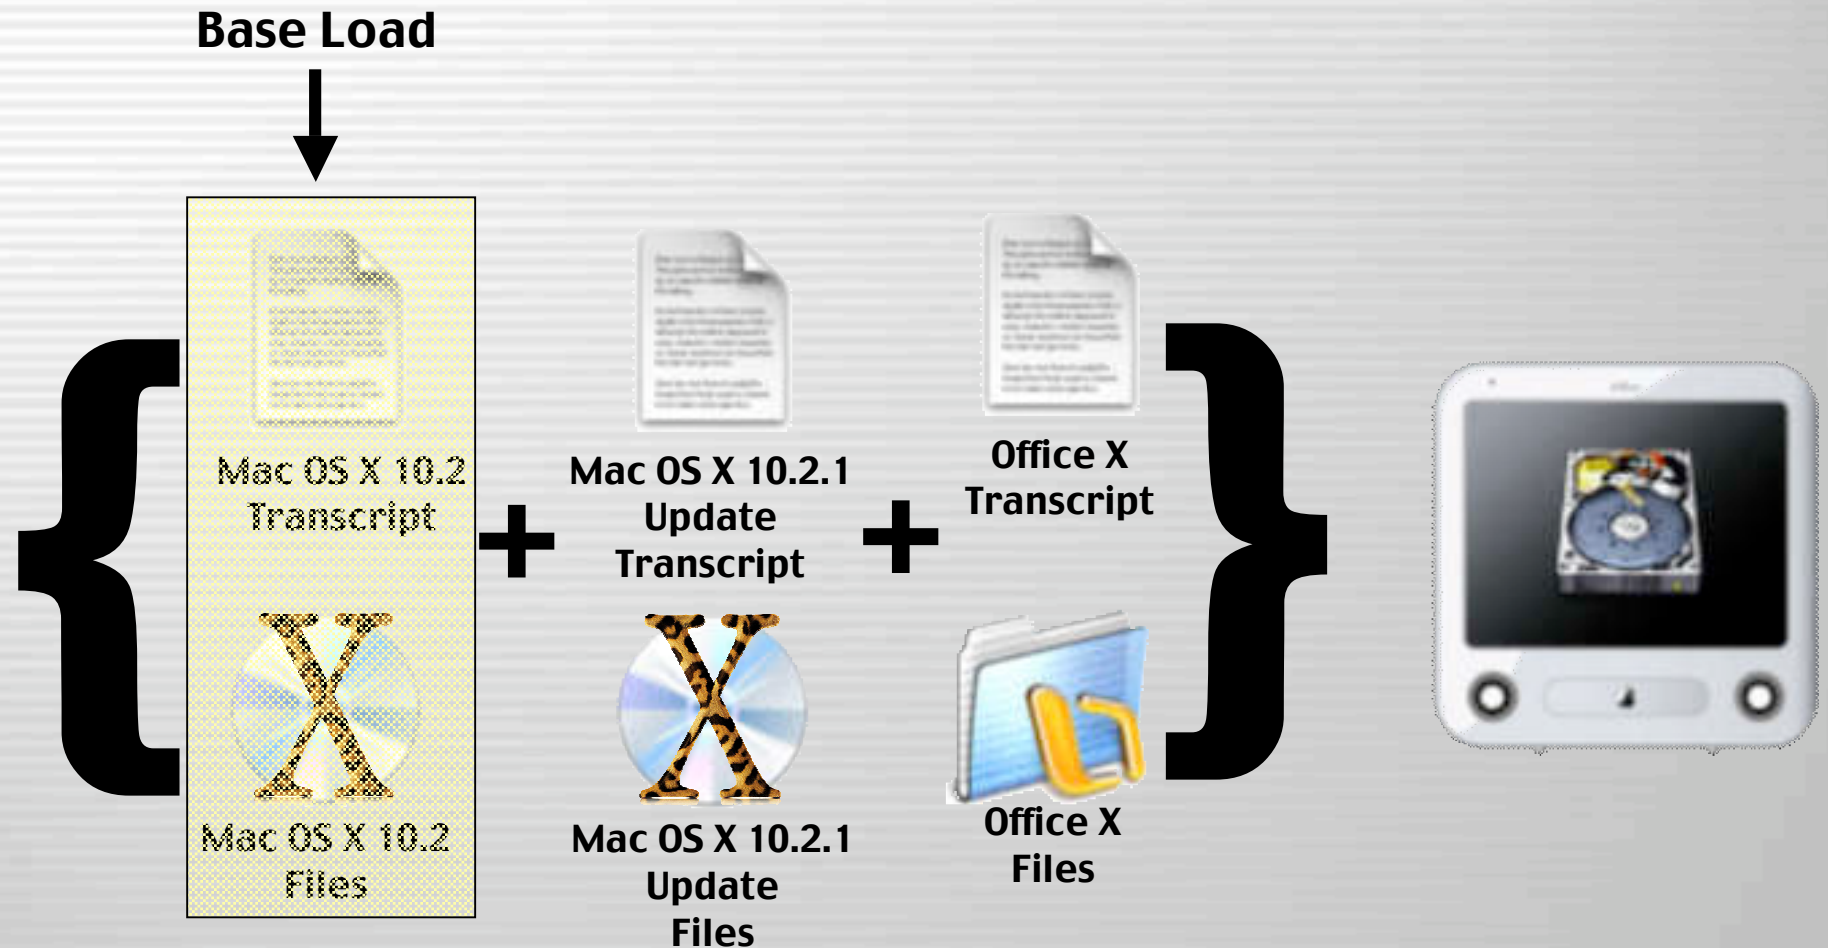 Base Load
Mac OS X 10.2
Transcript
Mac OS X 10.2
Files
+
Mac OS X 10.2.1
Update
Transcript
Mac OS X 10.2.1
Update
Files
+
Office X
Transcript
Office X
Files